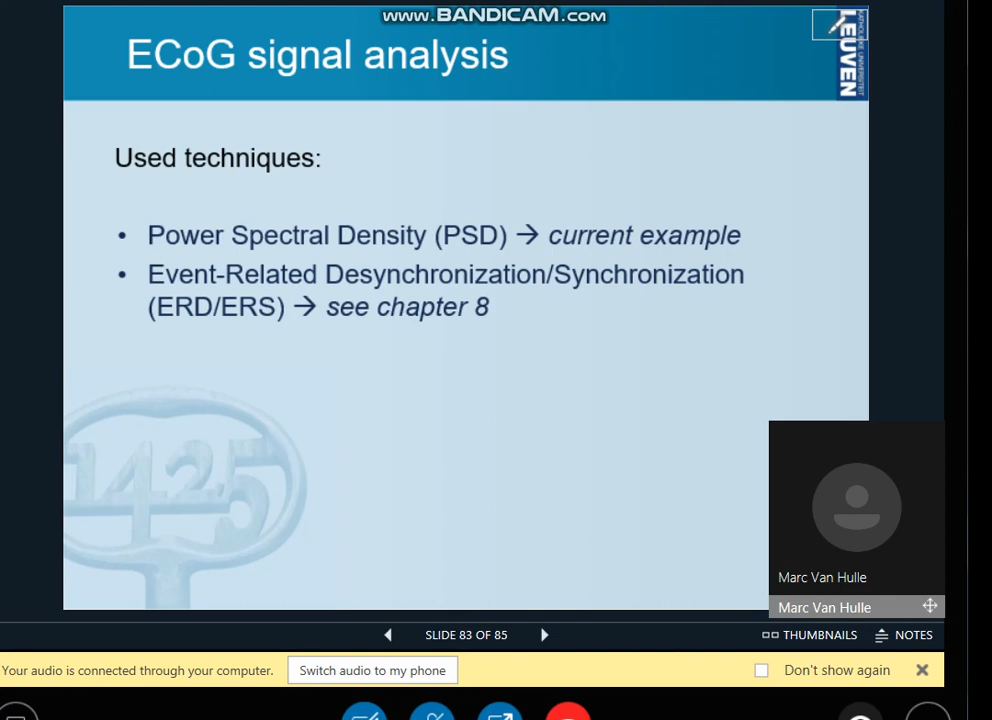 www.BANDICAM.com
ECoG signal analysis
KATHOLIEKE UNIVERSITEIT
LEUVEN
Used techniques:
• Power Spectral Density (PSD) → current example
• Event-Related Desynchronization/Synchronization
(ERD/ERS) → see chapter 8
1425
Marc Van Hulle
Marc Van Hulle
SLIDE 83 OF 85
THUMBNAILS
NOTES
Your audio is connected through your computer.
Switch audio to my phone
Don't show again